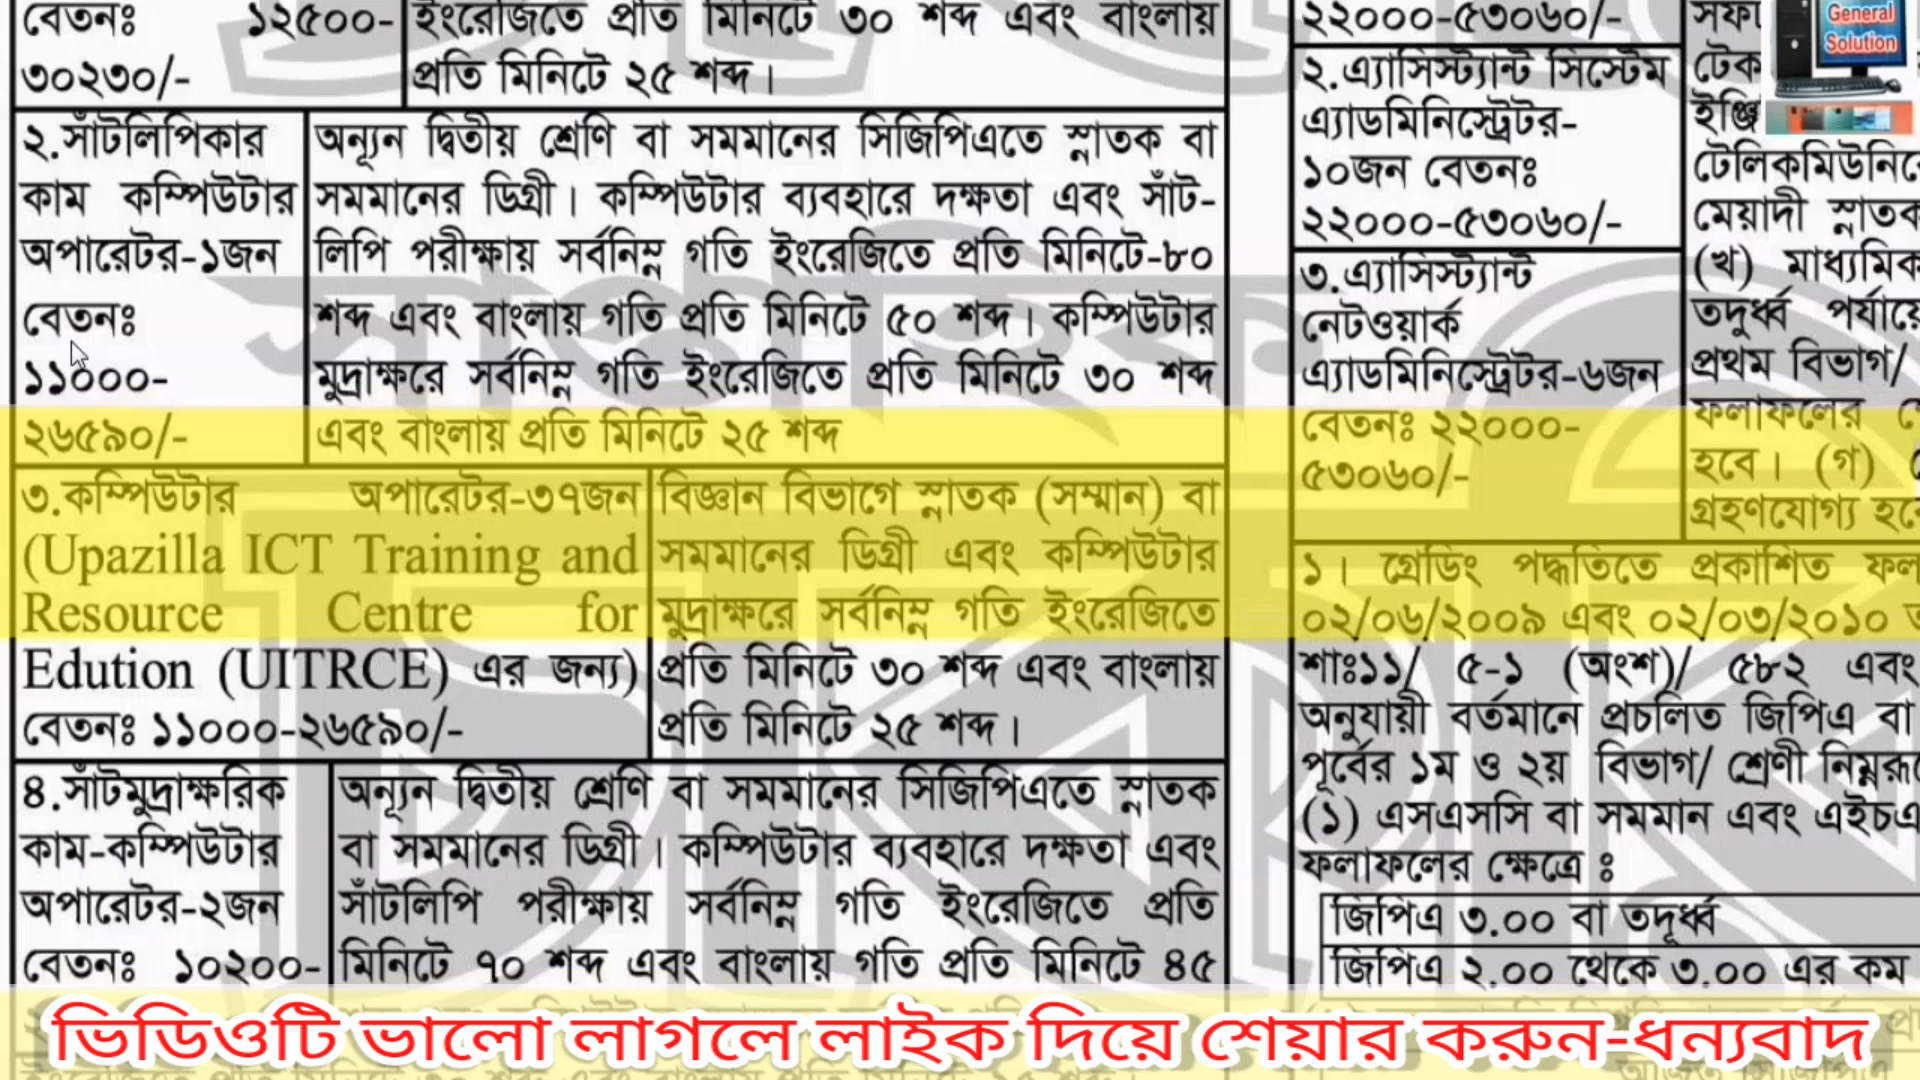 বেতনঃ ১২৫০০-
৩০২৩০/-
ইংরেজিতে প্রতি মিনিটে ৩০ শব্দ এবং বাংলায়
প্রতি মিনিটে ২৫ শব্দ।
২.সাঁটলিপিকার
কাম কম্পিউটার
অপারেটর-১জন
বেতনঃ
১১০০০-
২৬৫৯০/-
অন্যূন দ্বিতীয় শ্রেণি বা সমমানের সিজিপিএতে স্নাতক বা
সমমানের ডিগ্রী। কম্পিউটার ব্যবহারে দক্ষতা এবং সাঁট-
লিপি পরীক্ষায় সর্বনিম্ন গতি ইংরেজিতে প্রতি মিনিটে-৮০
শব্দ এবং বাংলায় গতি প্রতি মিনিটে ৫০ শব্দ। কম্পিউটার
মুদ্রাক্ষরে সর্বনিম্ন গতি ইংরেজিতে প্রতি মিনিটে ৩০ শব্দ
এবং বাংলায় প্রতি মিনিটে ২৫ শব্দ
৩.কম্পিউটার অপারেটর-৩৭জন
(Upazilla ICT Training and
Resource Centre for
Edution (UITRCE) এর জন্য)
বেতনঃ ১১০০০-২৬৫৯০/-
বিজ্ঞান বিভাগে স্নাতক (সম্মান) বা
সমমানের ডিগ্রী এবং কম্পিউটার
মুদ্রাক্ষরে সর্বনিম্ন গতি ইংরেজিতে
প্রতি মিনিটে ৩০ শব্দ এবং বাংলায়
প্রতি মিনিটে ২৫ শব্দ।
৪.সাঁটমুদ্রাক্ষরিক
কাম-কম্পিউটার
অপারেটর-২জন
বেতনঃ ১০২০০-
অন্যূন দ্বিতীয় শ্রেণি বা সমমানের সিজিপিএতে স্নাতক
বা সমমানের ডিগ্রী। কম্পিউটার ব্যবহারে দক্ষতা এবং
সাঁটলিপি পরীক্ষায় সর্বনিম্ন গতি ইংরেজিতে প্রতি
মিনিটে ৭০ শব্দ এবং বাংলায় গতি প্রতি মিনিটে ৪৫
২২০০০-৫৩০৬০/-
২.এ্যাসিস্ট্যান্ট সিস্টেম
এ্যাডমিনিস্ট্রেটর-
১০জন বেতনঃ
২২০০০-৫৩০৬০/-
৩.এ্যাসিস্ট্যান্ট
নেটওয়ার্ক
এ্যাডমিনিস্ট্রেটর-৬জন
বেতনঃ ২২০০০-
৫৩০৬০/-
মেয়াদী স্নাতক
(খ) মাধ্যমিক
তদুর্ধ্ব পর্যায়ে
প্রথম বিভাগ/
ফলাফলের
হবে। (গ)
গ্রহণযোগ্য হবে
১। গ্রেডিং পদ্ধতিতে প্রকাশিত ফল
০২/০৬/২০০৯ এবং ০২/০৩/২০১০
শাঃ১১/ ৫-১ (অংশ)/ ৫৮২ এবং
অনুযায়ী বর্তমানে প্রচলিত জিপিএ বা
পূর্বের ১ম ও ২য় বিভাগ/ শ্রেণী
(১) এসএসসি বা সমমান এবং এইচএ
ফলাফলের ক্ষেত্রে ঃ
জিপিএ ৩.০০ বা তদূর্ধ্ব
জিপিএ ২.০০ থেকে ৩.০০ এর কম
General
Solution
ভিডিওটি ভালো লাগলে লাইক দিয়ে শেয়ার করুন-ধন্যবাদ